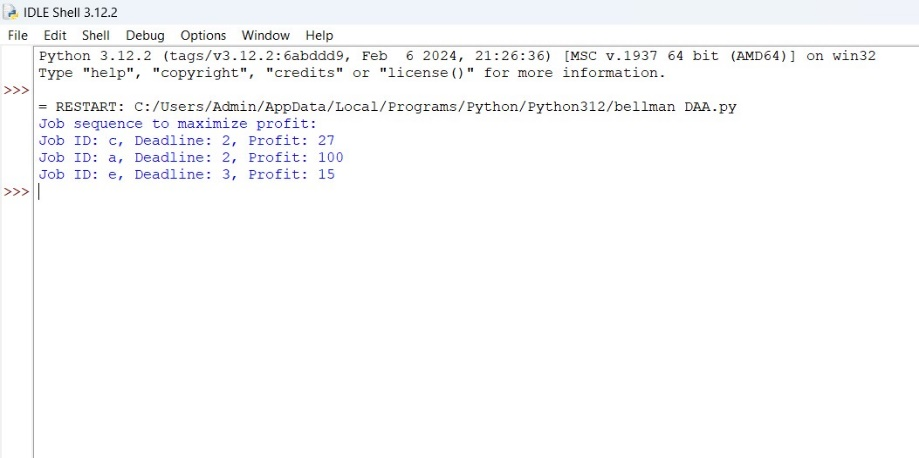 IDLE Shell 3.12.2
File Edit Shell Debug Options Window Help
Python 3.12.2 (tags/v3.12.2:6abddd9, Feb  6 2024, 21:26:36) [MSC v.1937 64 bit (AMD64)] on win32
Type "help", "copyright", "credits" or "license()" for more information.
>>>
= RESTART: C:/Users/Admin/AppData/Local/Programs/Python/Python312/bellman DAA.py
Job sequence to maximize profit:
Job ID: c, Deadline: 2, Profit: 27
Job ID: a, Deadline: 2, Profit: 100
Job ID: e, Deadline: 3, Profit: 15
>>>